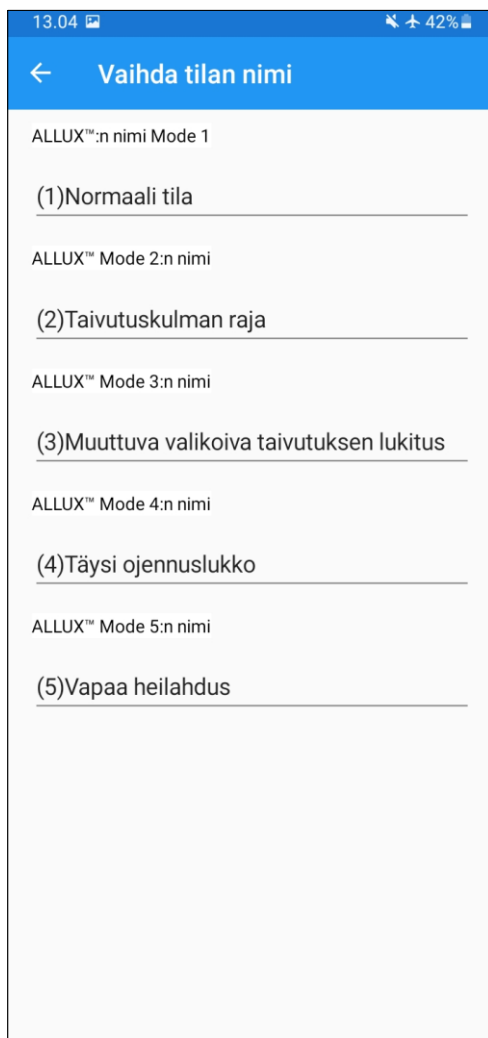 13.04 42%
Vaihda tilan nimi
ALLUX™:n nimi Mode 1
(1)Normaali tila
ALLUX™ Mode 2:n nimi
(2)Taivutuskulman raja
ALLUX™ Mode 3:n nimi
(3)Muuttuva valikoiva taivutuksen lukitus
ALLUX™ Mode 4:n nimi
(4)Täysi ojennuslukko
ALLUX™ Mode 5:n nimi
(5)Vapaa heilahdus